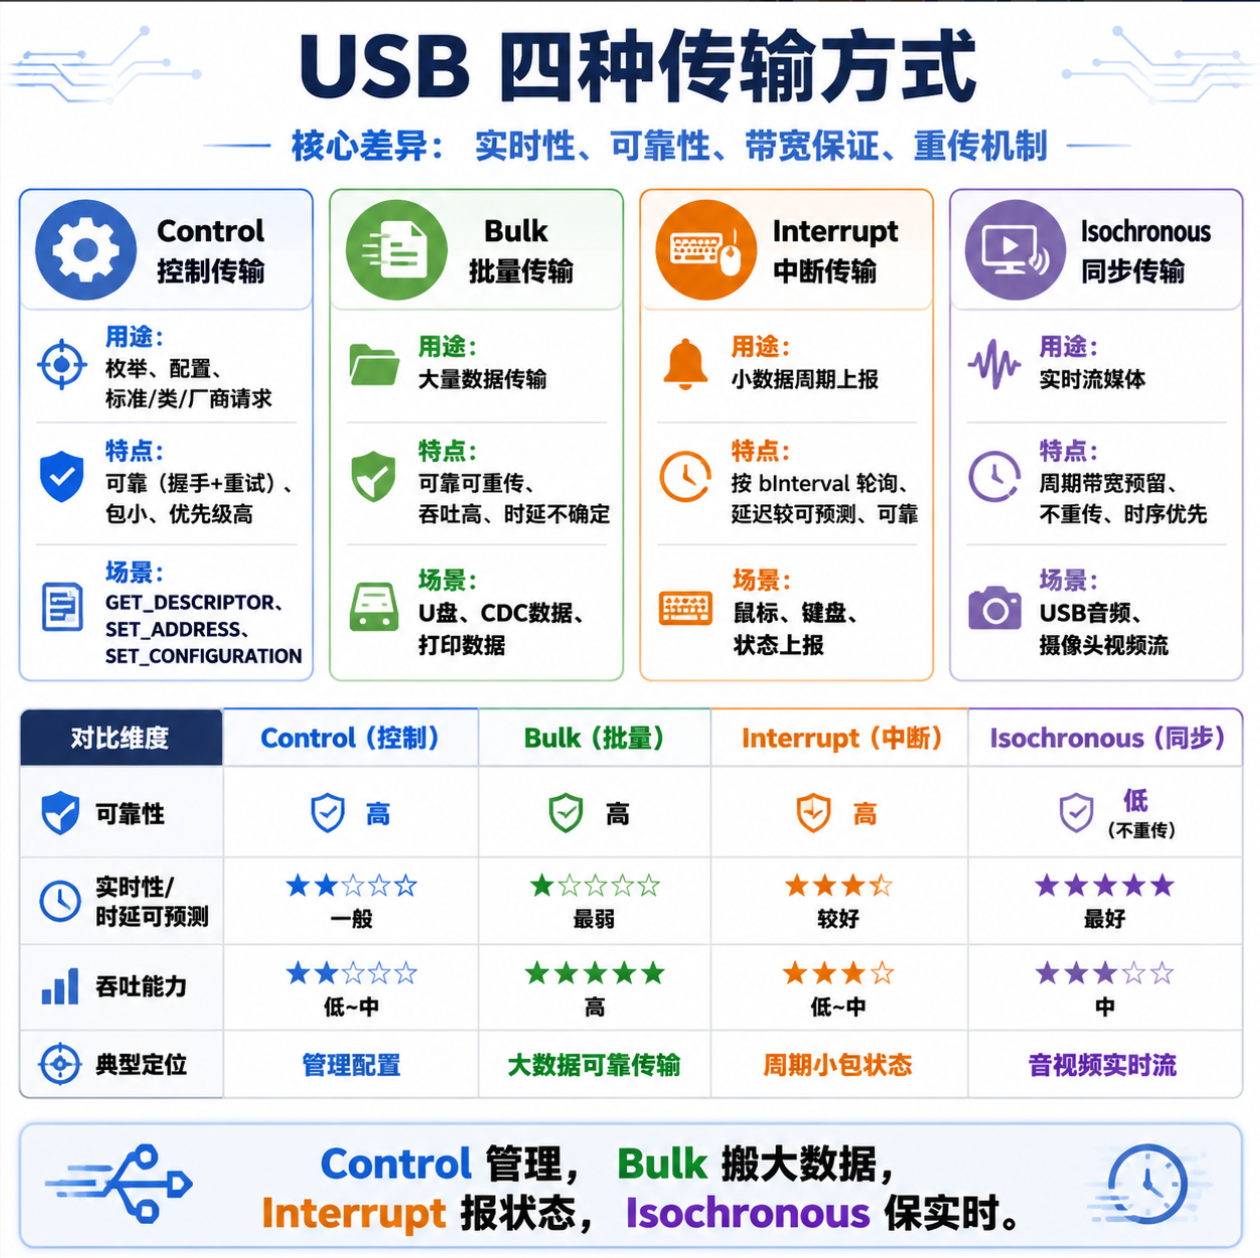 USB 四种传输方式
核心差异： 实时性、可靠性、带宽保证、重传机制
Control
控制传输
用途：
枚举、配置、
标准/类/厂商请求
特点：
可靠（握手+重试）、
包小、优先级高
场景：
GET_DESCRIPTOR、
SET_ADDRESS、
SET_CONFIGURATION
Bulk
批量传输
用途：
大量数据传输
特点：
可靠可重传、
吞吐高、时延不确定
场景：
U盘、CDC数据、
打印数据
Interrupt
中断传输
用途：
小数据周期上报
特点：
按 bInterval 轮询、
延迟较可预测、可靠
场景：
鼠标、键盘、
状态上报
Isochronous
同步传输
用途：
实时流媒体
特点：
周期带宽预留、
不重传、时序优先
场景：
USB音频、
摄像头视频流
对比维度 Control（控制） Bulk（批量） Interrupt（中断） Isochronous（同步）
可靠性 高 高 高 低
（不重传）
实时性/
时延可预测
★★☆☆☆ ★☆☆☆☆ ★★★⯪ ★★★★★
一般 最弱 较好 最好
吞吐能力
★★☆☆☆ ★★★★★ ★★★☆ ★★★☆☆
低~中 高 低~中 中
典型定位 管理配置 大数据可靠传输 周期小包状态 音视频实时流
Control 管理， Bulk 搬大数据，
Interrupt 报状态， Isochronous 保实时。